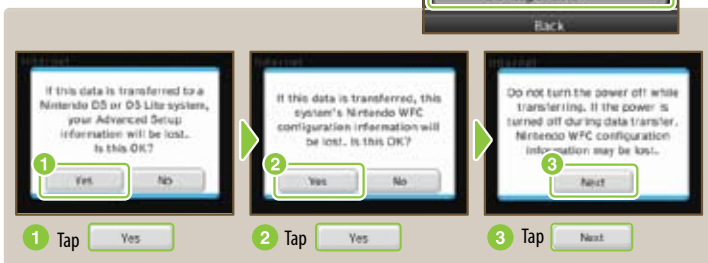 Back
Internet
If this data is transferred to a
Nintendo DS or DS Lite system,
your Advanced Setup
information will be lost.
Is this OK?
1
Yes No
Internet
If this data is transferred, this
system's Nintendo WFC
configuration information will
be lost. Is this OK?
2
Yes No
Internet
Do not turn the power off while
transferring. If the power is
turned off during data transfer,
Nintendo WFC configuration
information may be lost.
3
Next
1 Tap Yes
2 Tap Yes
3 Tap Next